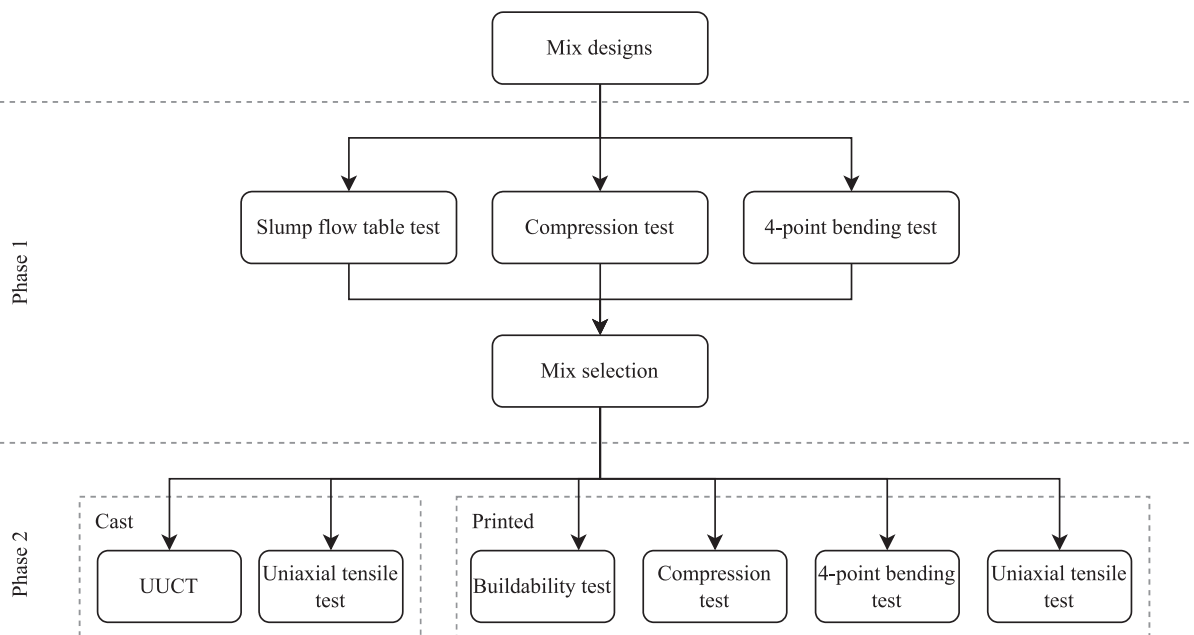 Mix designs
Phase 1
Slump flow table test
Compression test
4-point bending test
Mix selection
Phase 2
Cast
UUCT
Uniaxial tensile
test
Printed
Buildability test
Compression
test
4-point bending
test
Uniaxial tensile
test